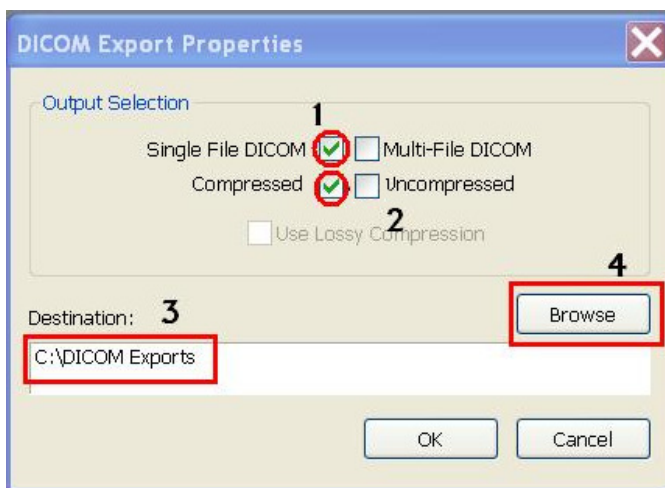 DICOM Export Properties
Output Selection
1
Single File DICOM Multi-File DICOM
Compressed Uncompressed
2
Use Lossy Compression
4
Destination: 3 Browse
C:\DICOM Exports
OK Cancel